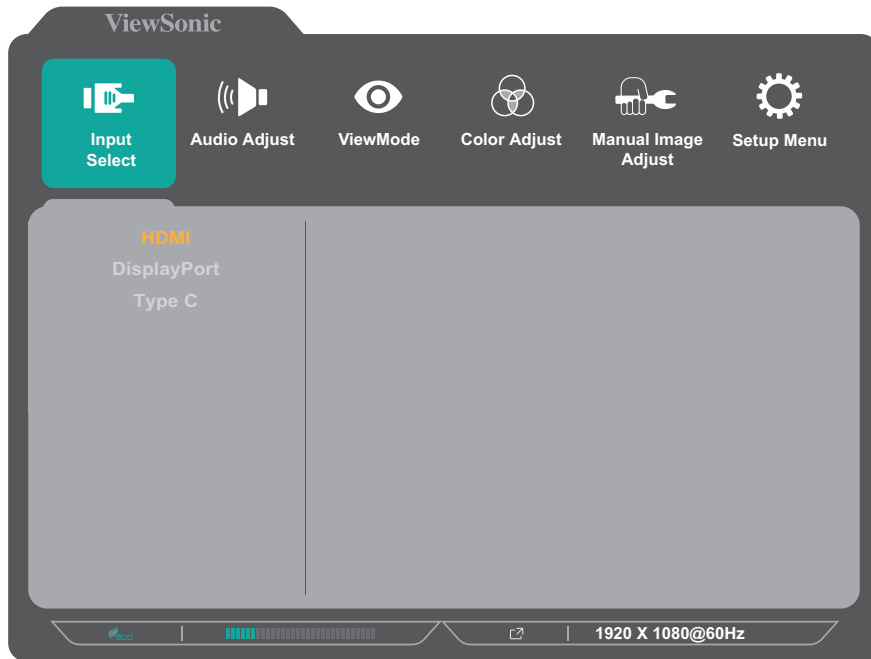 ViewSonic
Input
Select
Audio Adjust
ViewMode
Color Adjust
Manual Image
Adjust
Setup Menu
HDMI
DisplayPort
Type C
eco
1920 X 1080@60Hz